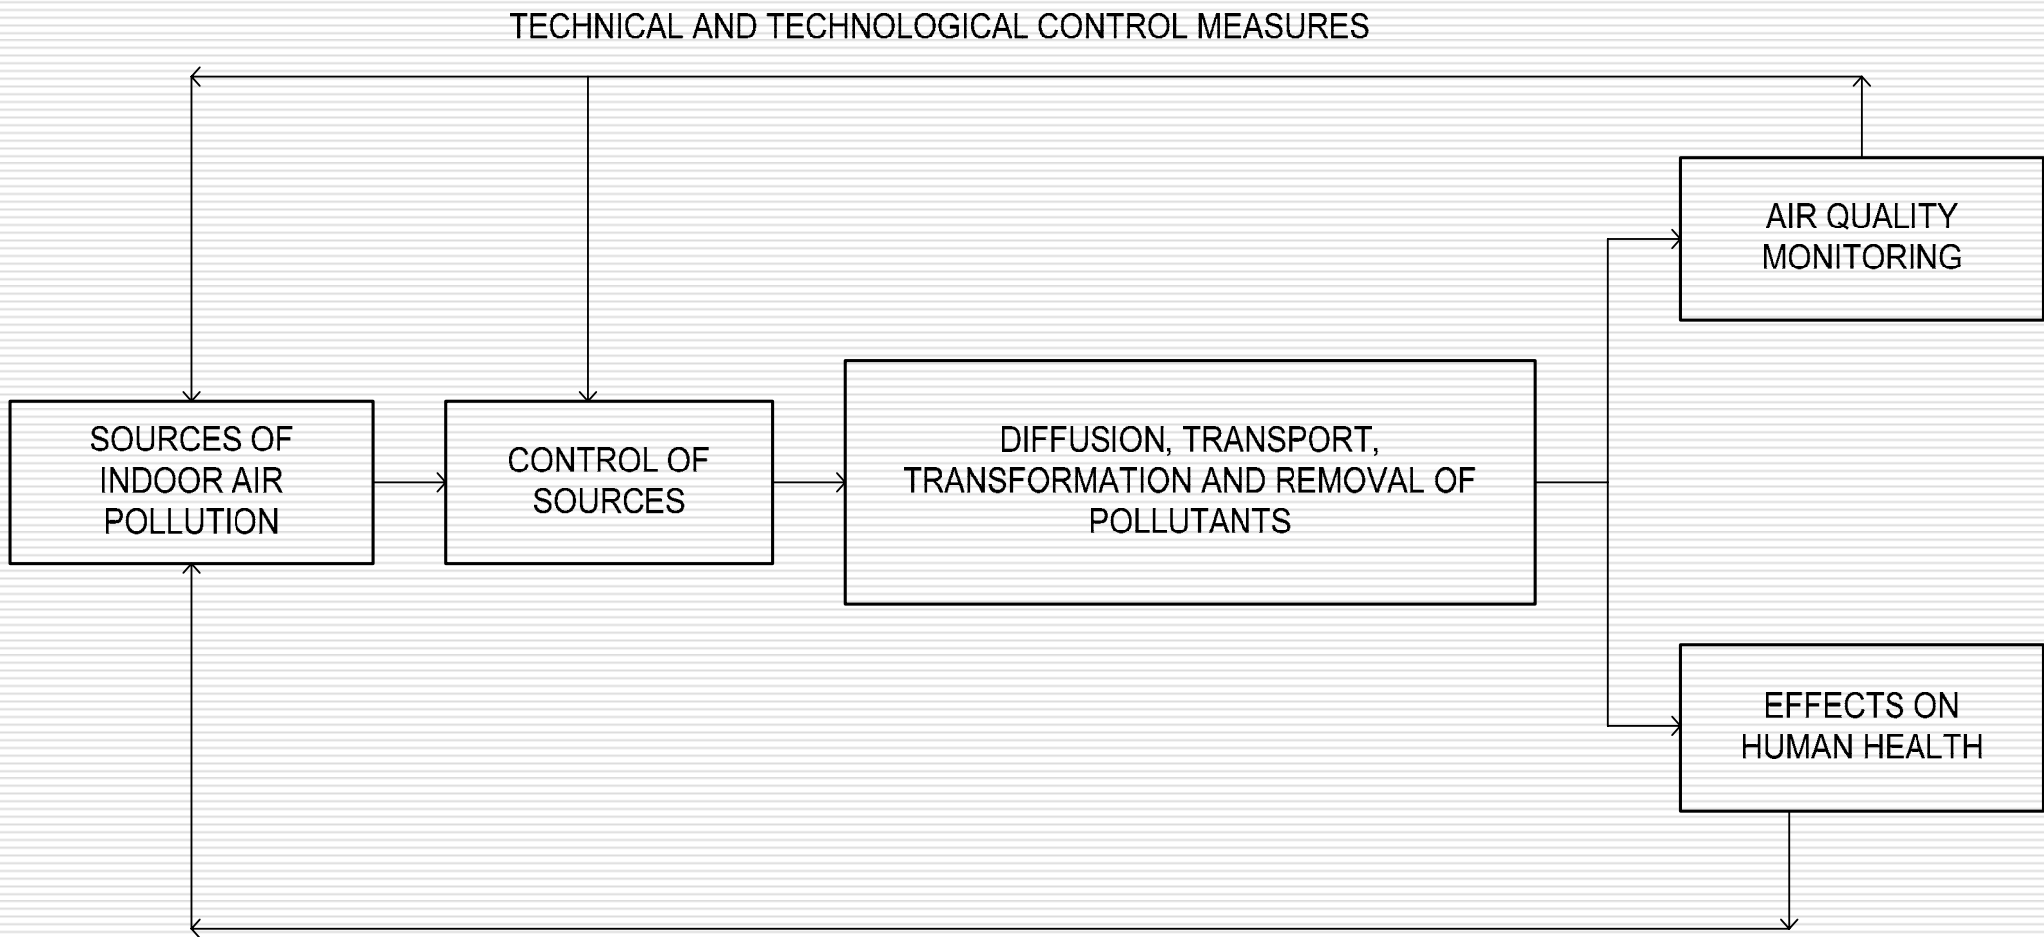 TECHNICAL AND TECHNOLOGICAL CONTROL MEASURES
AIR QUALITY
MONITORING
SOURCES OF
INDOOR AIR
POLLUTION
CONTROL OF
SOURCES
DIFFUSION, TRANSPORT,
TRANSFORMATION AND REMOVAL OF
POLLUTANTS
EFFECTS ON
HUMAN HEALTH